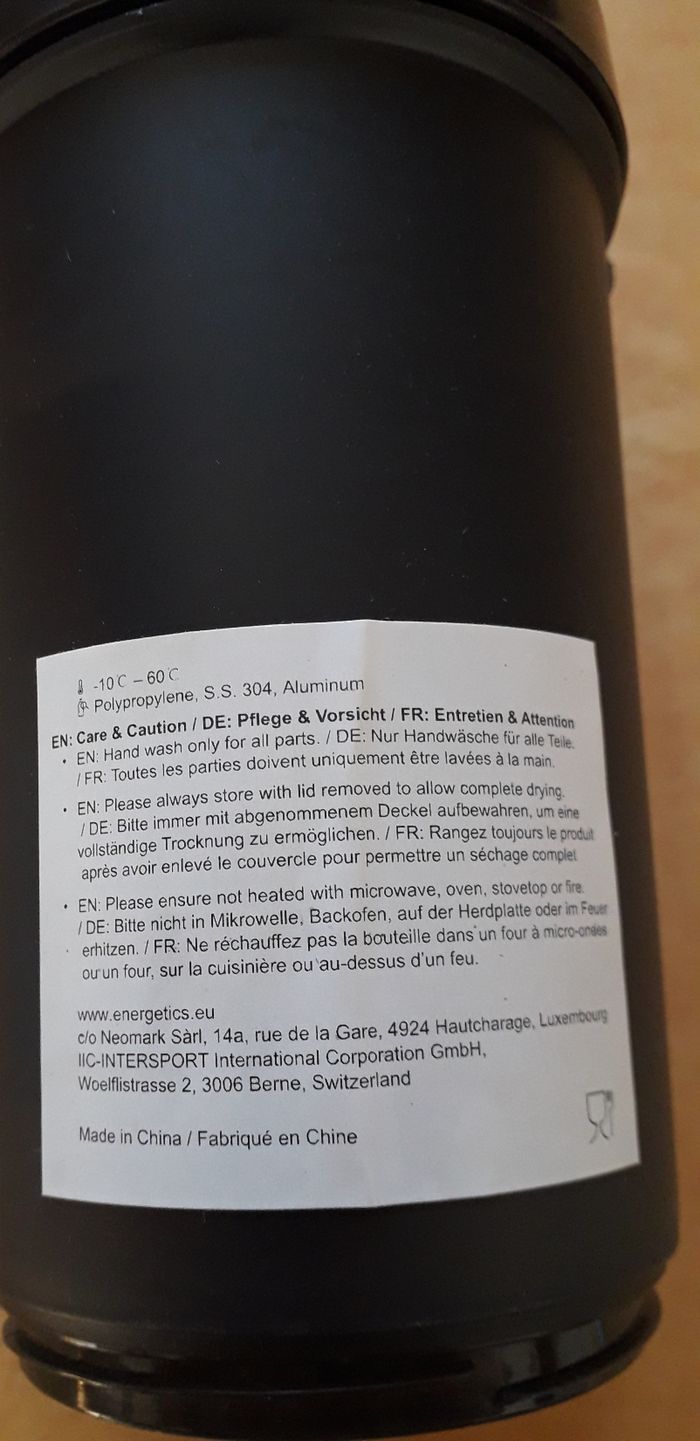 -10℃ – 60℃
Polypropylene, S.S. 304, Aluminum
EN: Care & Caution / DE: Pflege & Vorsicht / FR: Entretien & Attention
• EN: Hand wash only for all parts. / DE: Nur Handwäsche für alle Teile.
/ FR: Toutes les parties doivent uniquement être lavées à la main.
• EN: Please always store with lid removed to allow complete drying.
/ DE: Bitte immer mit abgenommenem Deckel aufbewahren, um eine
vollständige Trocknung zu ermöglichen. / FR: Rangez toujours le produit
après avoir enlevé le couvercle pour permettre un séchage complet
• EN: Please ensure not heated with microwave, oven, stovetop or fire.
/ DE: Bitte nicht in Mikrowelle, Backofen, auf der Herdplatte oder im Feuer
erhitzen. / FR: Ne réchauffez pas la bouteille dans un four à micro-ondes
ou un four, sur la cuisinière ou au-dessus d'un feu.
www.energetics.eu
c/o Neomark Sàrl, 14a, rue de la Gare, 4924 Hautcharage, Luxembourg
IIC-INTERSPORT International Corporation GmbH,
Woelflistrasse 2, 3006 Berne, Switzerland
Made in China / Fabriqué en Chine